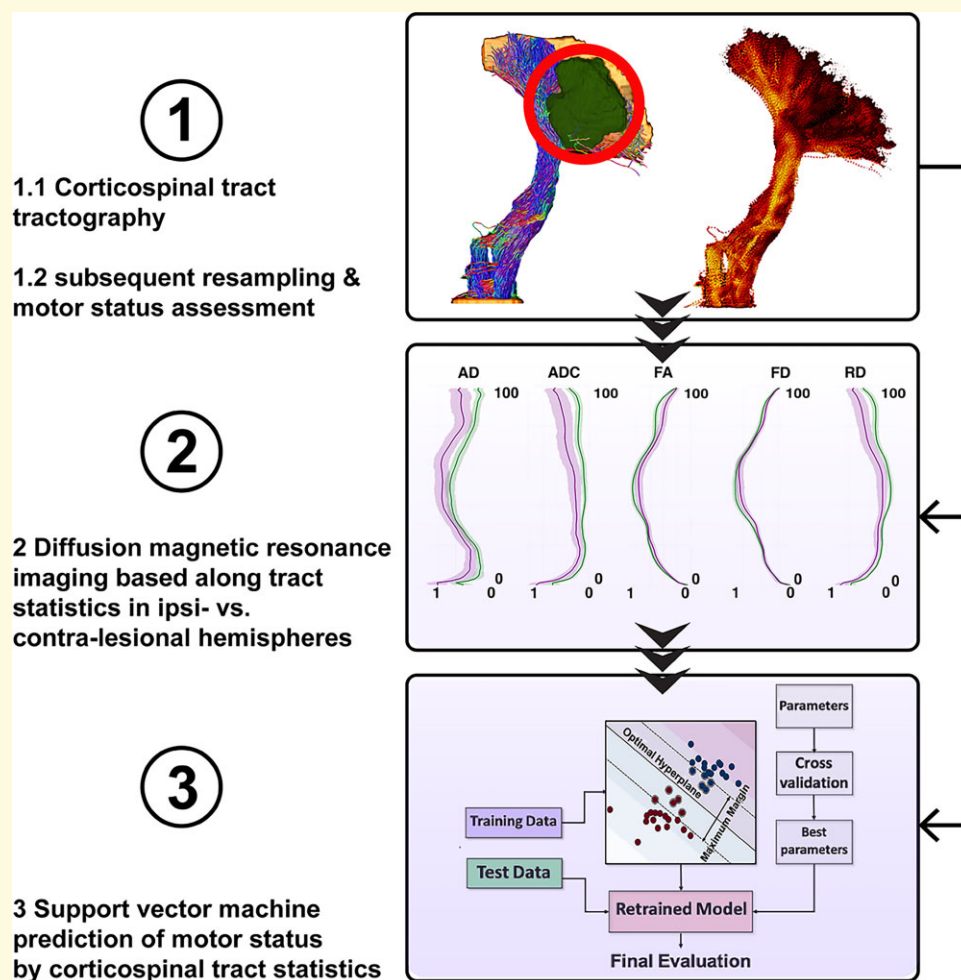 1
1.1 Corticospinal tract
tractography
1.2 subsequent resampling &
motor status assessment
2
2 Diffusion magnetic resonance
imaging based along tract
statistics in ipsi- vs.
contra-lesional hemispheres
AD ADC FA FD RD
100 100 100 100 100
0 0 0 0 0
1 0 1 0 1 0 1 0 1 0
3
3 Support vector machine
prediction of motor status
by corticospinal tract statistics
Parameters
Cross
validation
Best
parameters
Optimal Hyperplane
Maximum Margin
Training Data
Test Data
Retrained Model
Final Evaluation